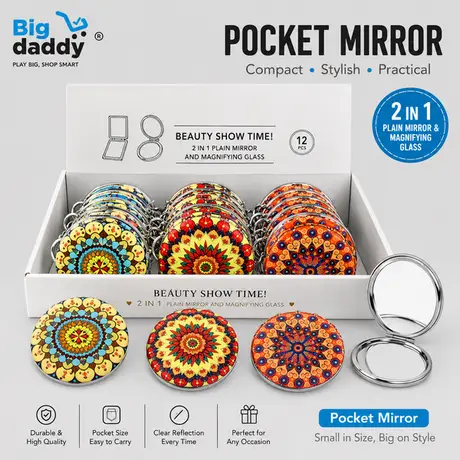 Big
daddy®
PLAY BIG, SHOP SMART
POCKET MIRROR
Compact • Stylish • Practical
2 IN 1
PLAIN MIRROR &
MAGNIFYING
GLASS
BEAUTY SHOW TIME!
2 IN 1 PLAIN MIRROR
AND MAGNIFYING GLASS
12
PCS
BEAUTY SHOW TIME!
♥ 2 IN 1 PLAIN MIRROR AND MAGNIFYING GLASS ♥
Durable &
High Quality
Pocket Size
Easy to Carry
Clear Reflection
Every Time
Perfect for
Any Occasion
Pocket Mirror
Small in Size, Big on Style